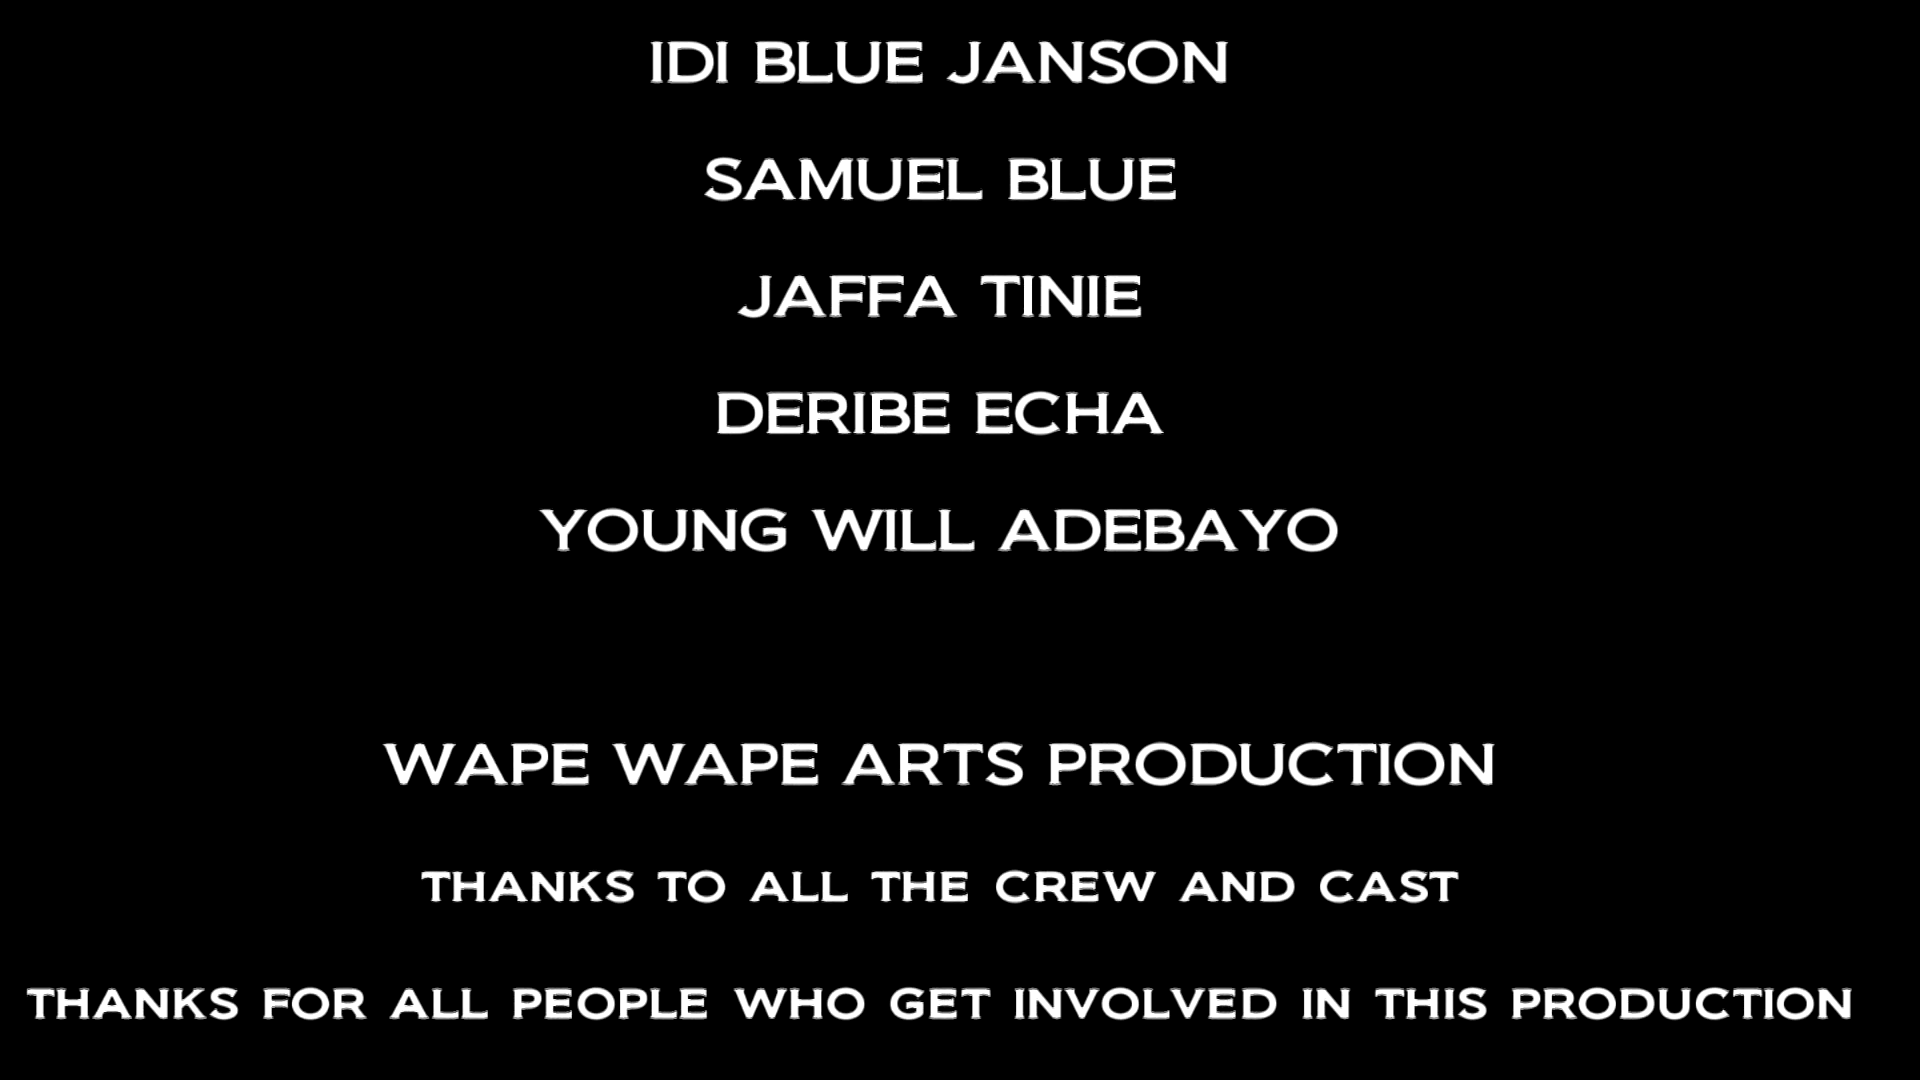 IDI BLUE JANSON
SAMUEL BLUE
JAFFA TINIE
DERIBE ECHA
YOUNG WILL ADEBAYO
WAPE WAPE ARTS PRODUCTION
THANKS TO ALL THE CREW AND CAST
THANKS FOR ALL PEOPLE WHO GET INVOLVED IN THIS PRODUCTION